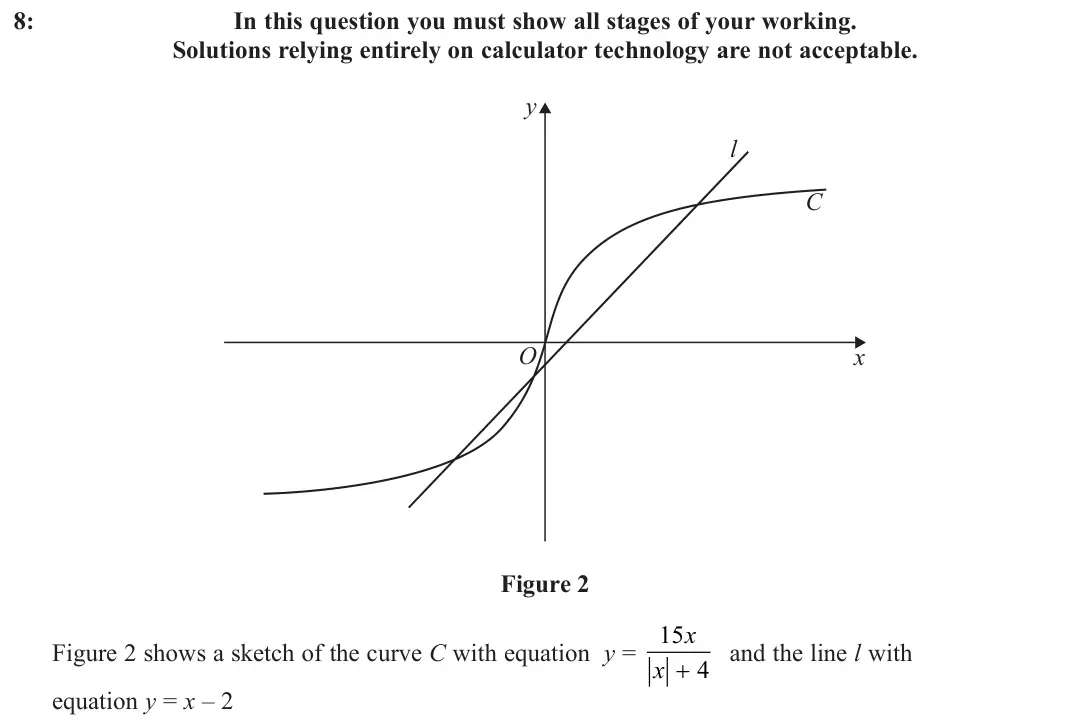 8: In this question you must show all stages of your working.
Solutions relying entirely on calculator technology are not acceptable.
y
l
C
O
x
Figure 2
Figure 2 shows a sketch of the curve C with equation y = 15x / (|x| + 4) and the line l with
equation y = x – 2